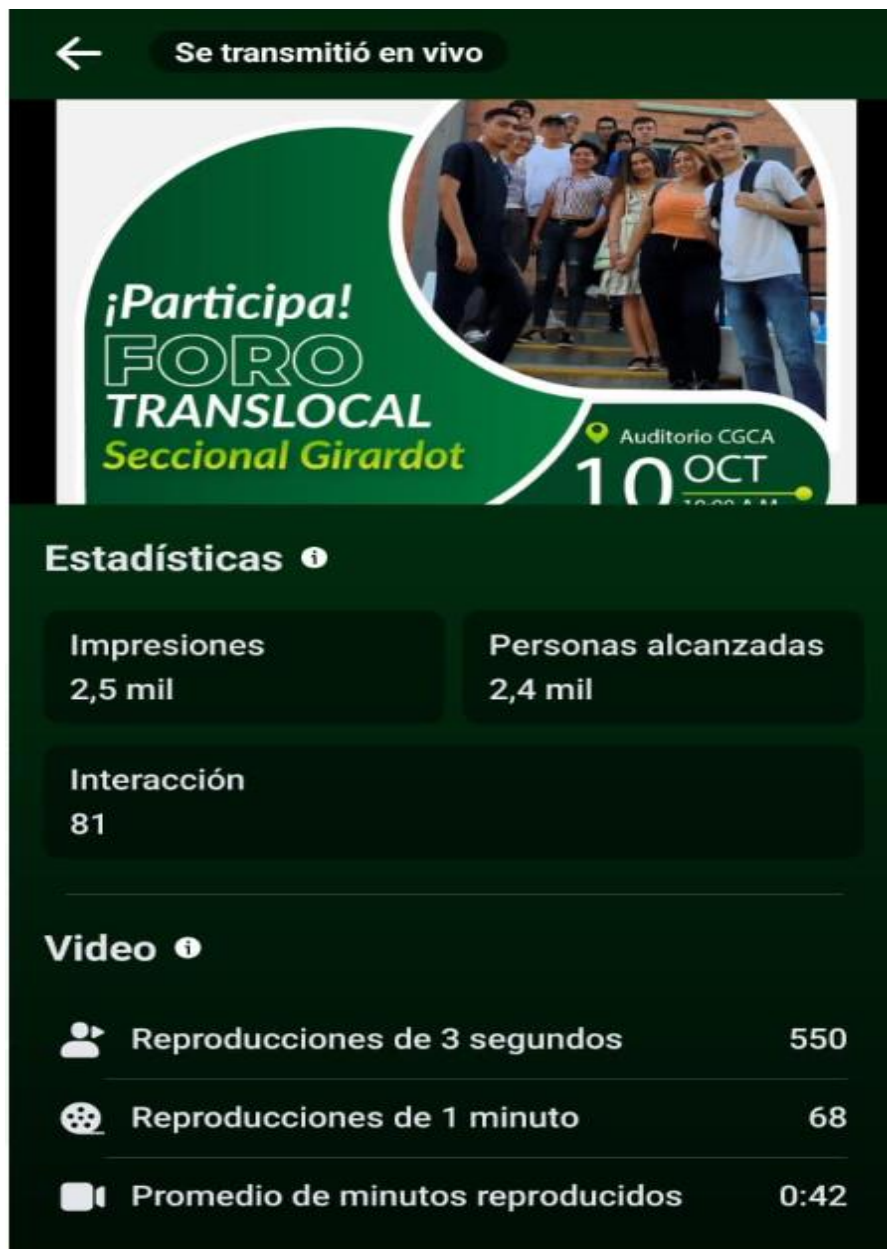 Se transmitió en vivo
¡Participa!
FORO
TRANSLOCAL
Seccional Girardot
Auditorio CGCA
10 OCT
Estadísticas
Impresiones
2,5 mil
Personas alcanzadas
2,4 mil
Interacción
81
Video
Reproducciones de 3 segundos 550
Reproducciones de 1 minuto 68
Promedio de minutos reproducidos 0:42